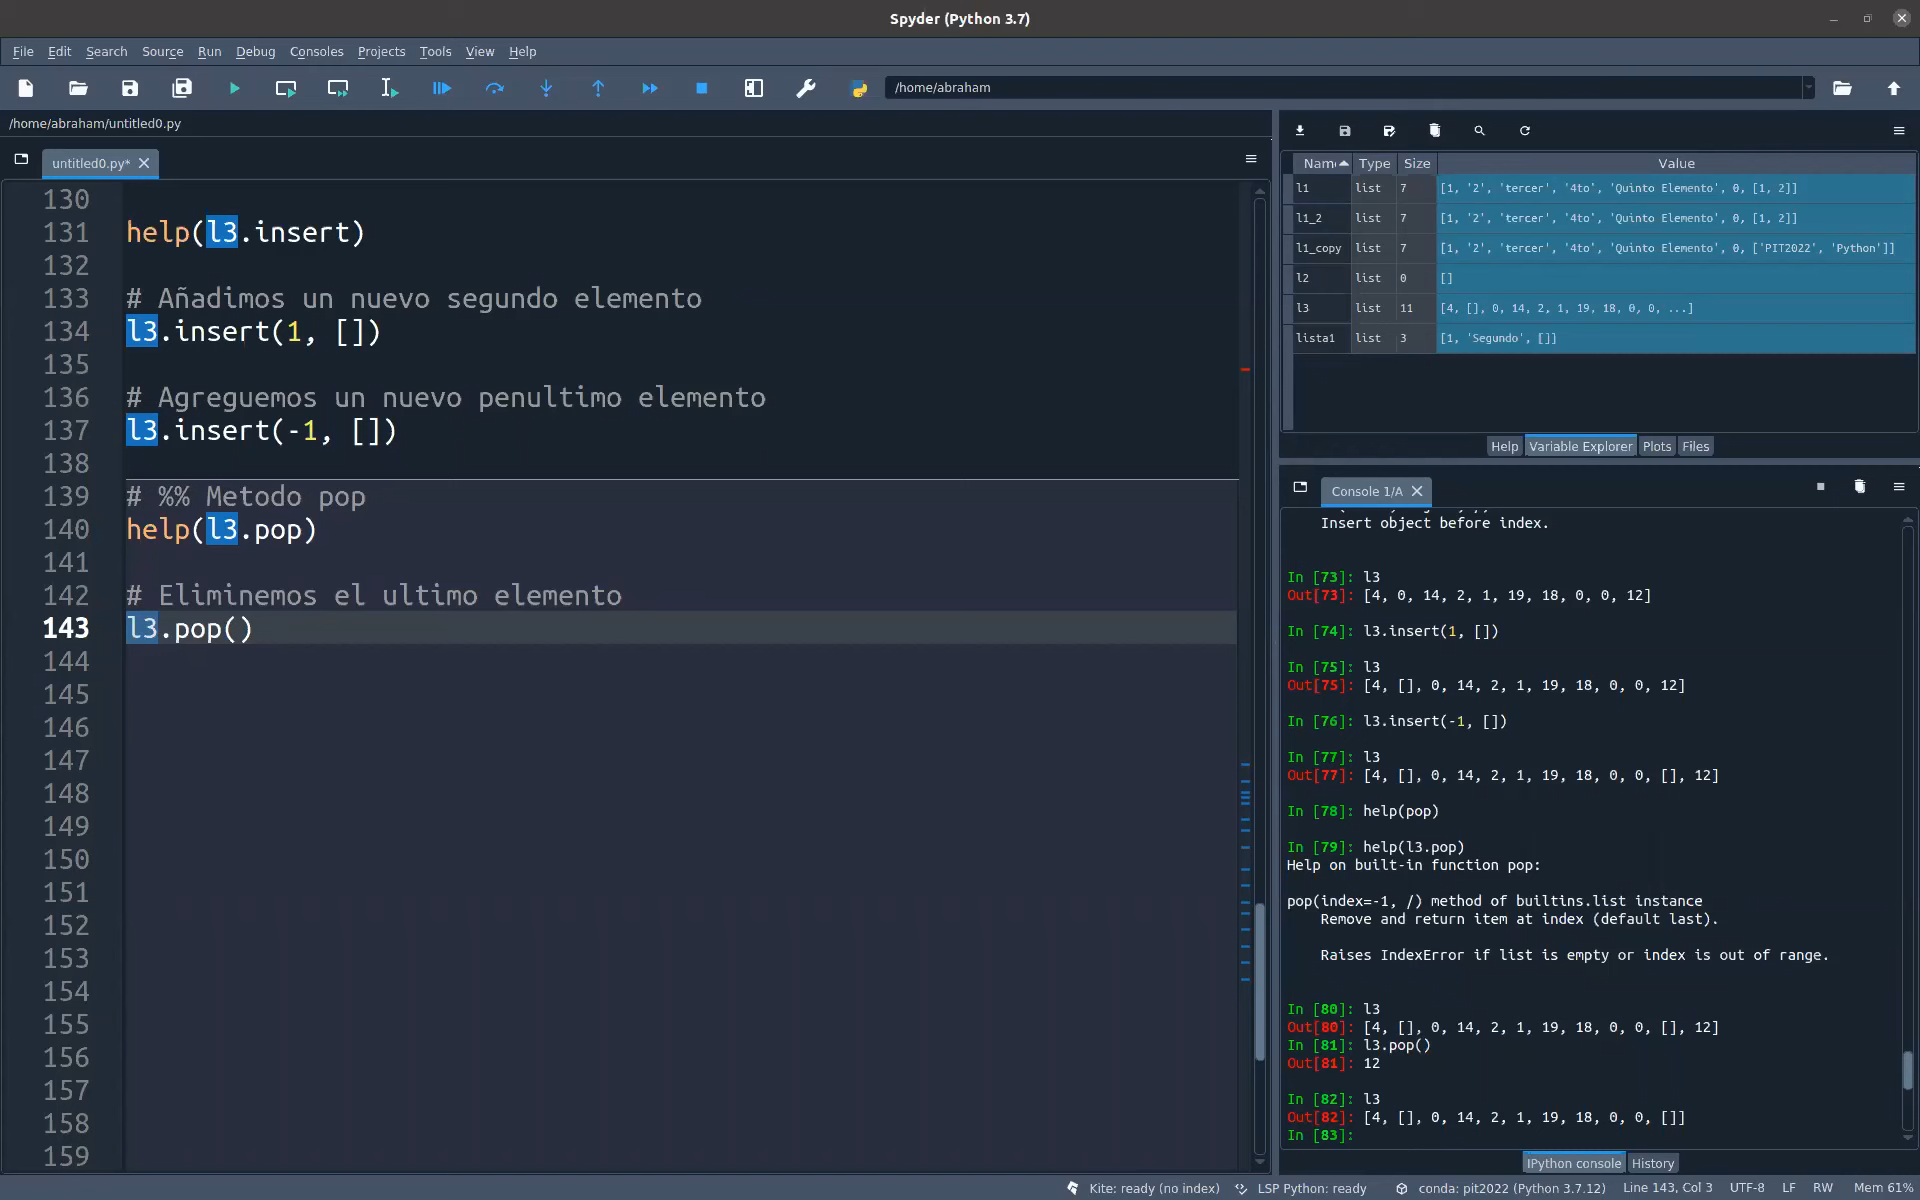 Spyder (Python 3.7)
File Edit Search Source Run Debug Consoles Projects Tools View Help
/home/abraham
/home/abraham/untitled0.py
untitled0.py*
130
131 help(l3.insert)
132
133 # Añadimos un nuevo segundo elemento
134 l3.insert(1, [])
135
136 # Agreguemos un nuevo penultimo elemento
137 l3.insert(-1, [])
138
139 # %% Metodo pop
140 help(l3.pop)
141
142 # Eliminemos el ultimo elemento
143 l3.pop()
144
145
146
147
148
149
150
151
152
153
154
155
156
157
158
159
Name Type Size Value
l1 list 7 [1, '2', 'tercer', '4to', 'Quinto Elemento', 0, [1, 2]]
l1_2 list 7 [1, '2', 'tercer', '4to', 'Quinto Elemento', 0, [1, 2]]
l1_copy list 7 [1, '2', 'tercer', '4to', 'Quinto Elemento', 0, ['PIT2022', 'Python']]
l2 list 0 []
l3 list 11 [4, [], 0, 14, 2, 1, 19, 18, 0, 0, ...]
lista1 list 3 [1, 'Segundo', []]
Help Variable Explorer Plots Files
Console 1/A
Insert object before index.
In [73]: l3
Out[73]: [4, 0, 14, 2, 1, 19, 18, 0, 0, 12]
In [74]: l3.insert(1, [])
In [75]: l3
Out[75]: [4, [], 0, 14, 2, 1, 19, 18, 0, 0, 12]
In [76]: l3.insert(-1, [])
In [77]: l3
Out[77]: [4, [], 0, 14, 2, 1, 19, 18, 0, 0, [], 12]
In [78]: help(pop)
In [79]: help(l3.pop)
Help on built-in function pop:
pop(index=-1, /) method of builtins.list instance
Remove and return item at index (default last).
Raises IndexError if list is empty or index is out of range.
In [80]: l3
Out[80]: [4, [], 0, 14, 2, 1, 19, 18, 0, 0, [], 12]
In [81]: l3.pop()
Out[81]: 12
In [82]: l3
Out[82]: [4, [], 0, 14, 2, 1, 19, 18, 0, 0, []]
In [83]:
IPython console History
Kite: ready (no index) LSP Python: ready conda: pit2022 (Python 3.7.12) Line 143, Col 3 UTF-8 LF RW Mem 61%